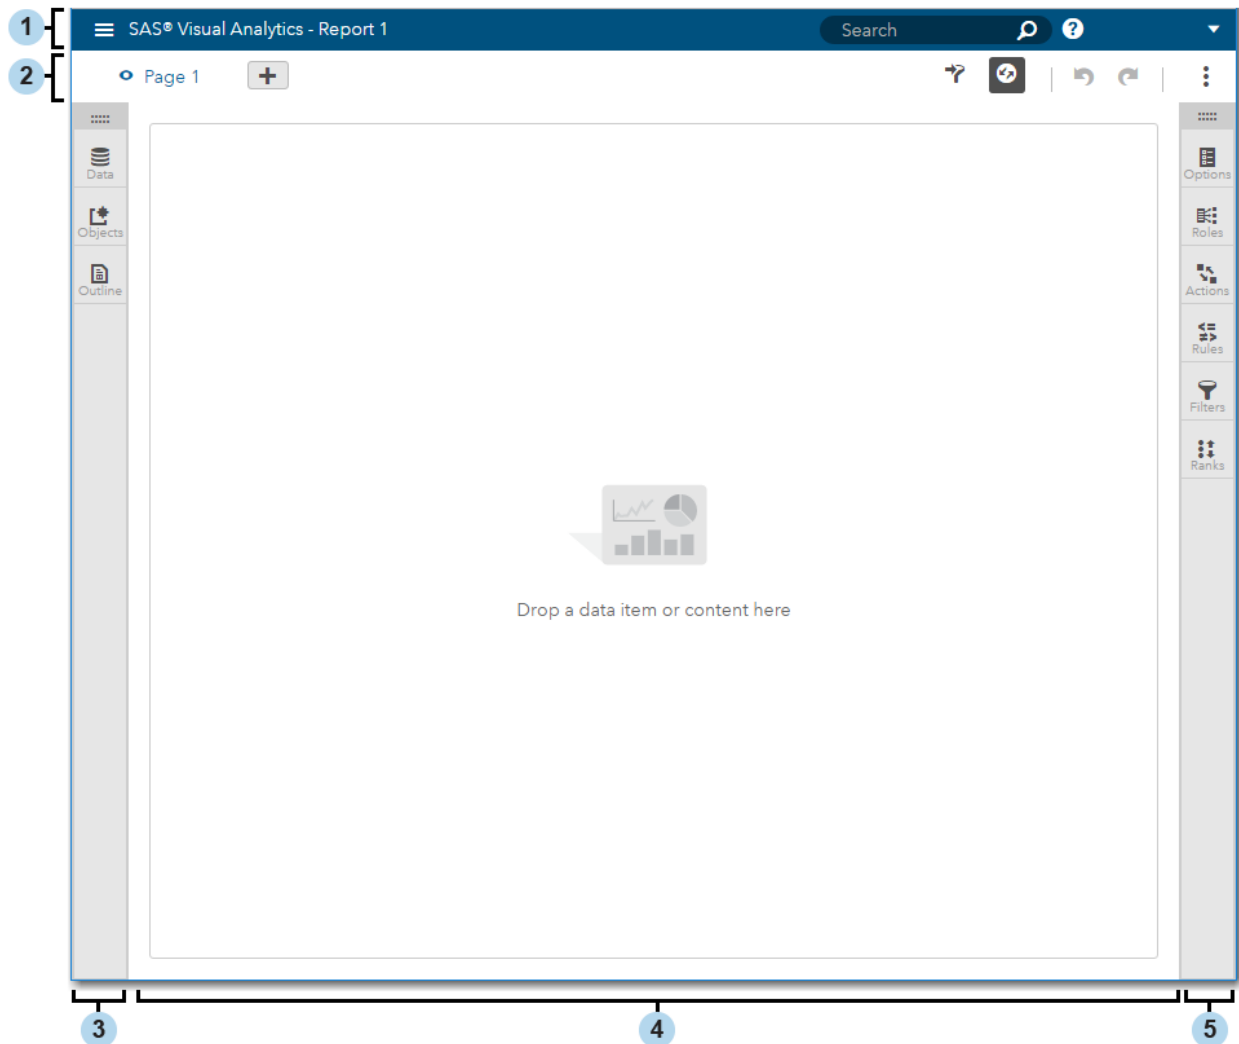 1
SAS® Visual Analytics - Report 1
Search
?
2
Page 1
+
Data
Objects
Outline
Options
Roles
Actions
Rules
Filters
Ranks
Drop a data item or content here
3
4
5